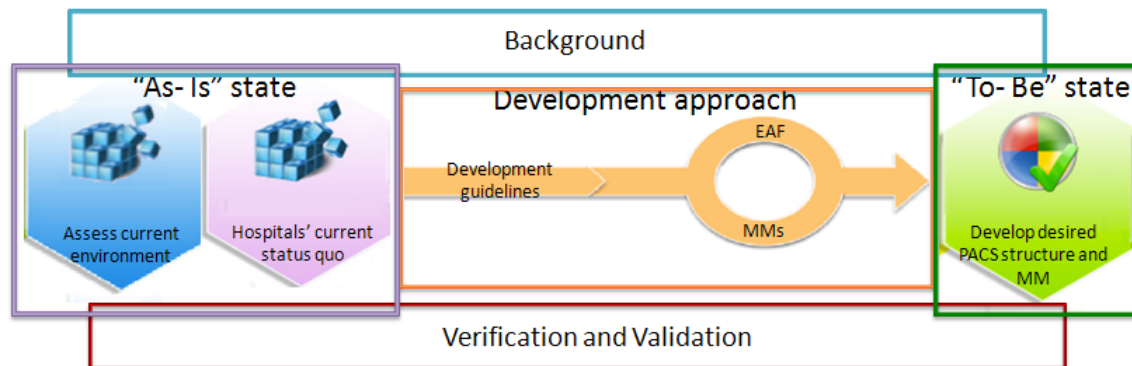 Background
“As- Is” state
Assess current
environment
Hospitals’ current
status quo
Development approach
Development
guidelines
EAF
MMs
“To- Be” state
Develop desired
PACS structure and
MM
Verification and Validation